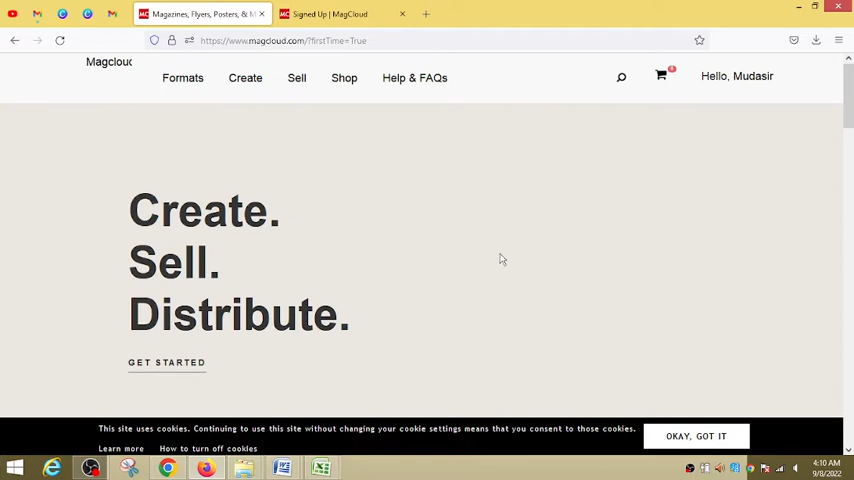 Magazines, Flyers, Posters, & M
Signed Up | MagCloud
https://www.magcloud.com/?firstTime=True
Magcloud
Formats Create Sell Shop Help & FAQs
Hello, Mudasir
Create.
Sell.
Distribute.
GET STARTED
This site uses cookies. Continuing to use this site without changing your cookie settings means that you consent to those cookies.
OKAY, GOT IT
Learn more How to turn off cookies
4:10 AM
9/8/2022